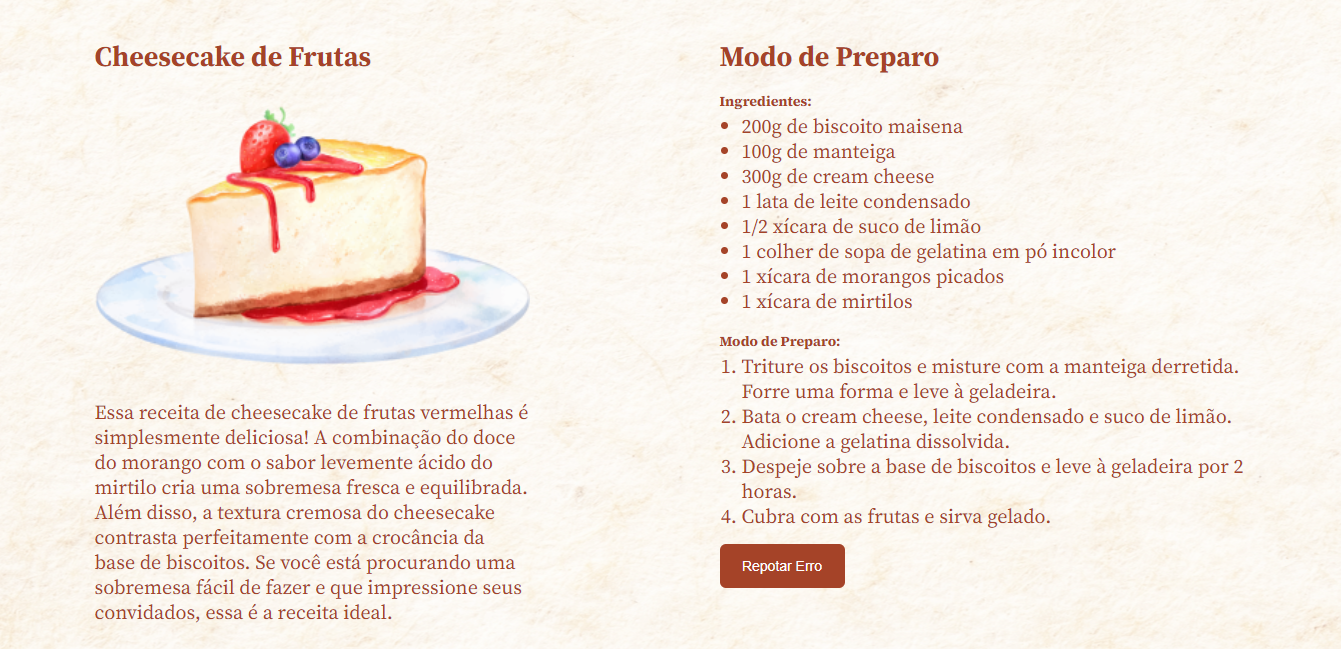 Cheesecake de Frutas
Essa receita de cheesecake de frutas vermelhas é
simplesmente deliciosa! A combinação do doce
do morango com o sabor levemente ácido do
mirtilo cria uma sobremesa fresca e equilibrada.
Além disso, a textura cremosa do cheesecake
contrasta perfeitamente com a crocância da
base de biscoitos. Se você está procurando uma
sobremesa fácil de fazer e que impressione seus
convidados, essa é a receita ideal.
Modo de Preparo
Ingredientes:
• 200g de biscoito maisena
• 100g de manteiga
• 300g de cream cheese
• 1 lata de leite condensado
• 1/2 xícara de suco de limão
• 1 colher de sopa de gelatina em pó incolor
• 1 xícara de morangos picados
• 1 xícara de mirtilos
Modo de Preparo:
1. Triture os biscoitos e misture com a manteiga derretida.
Forre uma forma e leve à geladeira.
2. Bata o cream cheese, leite condensado e suco de limão.
Adicione a gelatina dissolvida.
3. Despeje sobre a base de biscoitos e leve à geladeira por 2
horas.
4. Cubra com as frutas e sirva gelado.
Repotar Erro